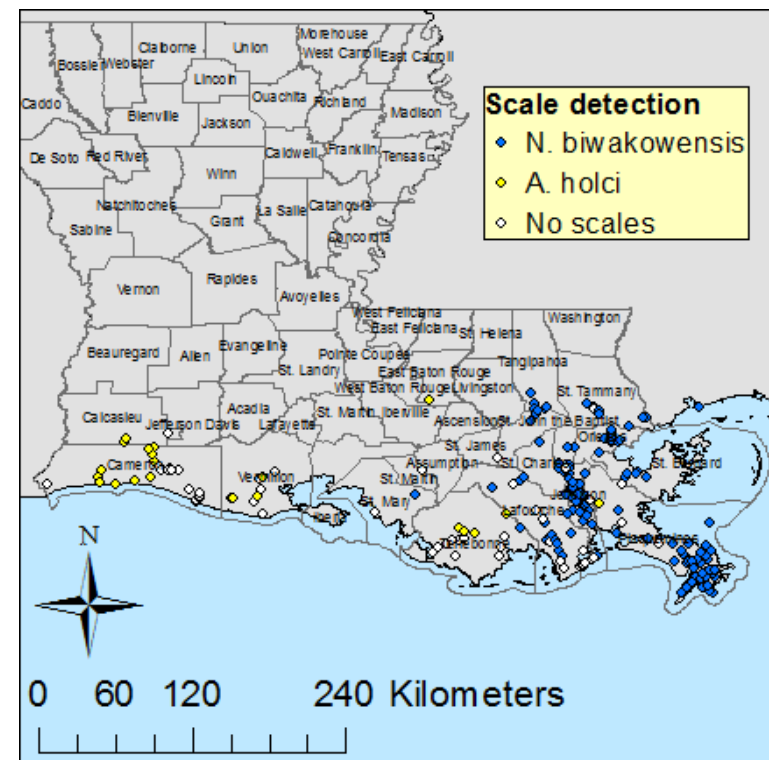 Morehouse
Claiborne Union
West Carroll East Carroll
Bossier Webster
Lincoln
Ouachita Richland
Caddo
Madison
Bienville Jackson
Franklin
De Soto Red River Caldwell Tensas
Winn
Natchitoches La Salle Catahoula
Grant
Sabine
Concordia
Vernon Rapides
Avoyelles
West Feliciana
East Feliciana St. Helena Washington
Beauregard Allen Evangeline
Pointe Coupee Tangipahoa
St. Landry
East Baton Rouge
West Baton Rouge Livingston St. Tammany
Calcasieu Acadia
Jefferson Davis Lafayette St. Martin Iberville
Ascension St. John the Baptist
Orleans
St. James
Cameron Vermilion Assumption St. Charles St. Bernard
St. Martin
St. Mary Jefferson
Iberia Lafourche
Terrebonne Plaquemines
Scale detection
N. biwakowensis
A. holci
No scales
N
0 60 120 240 Kilometers